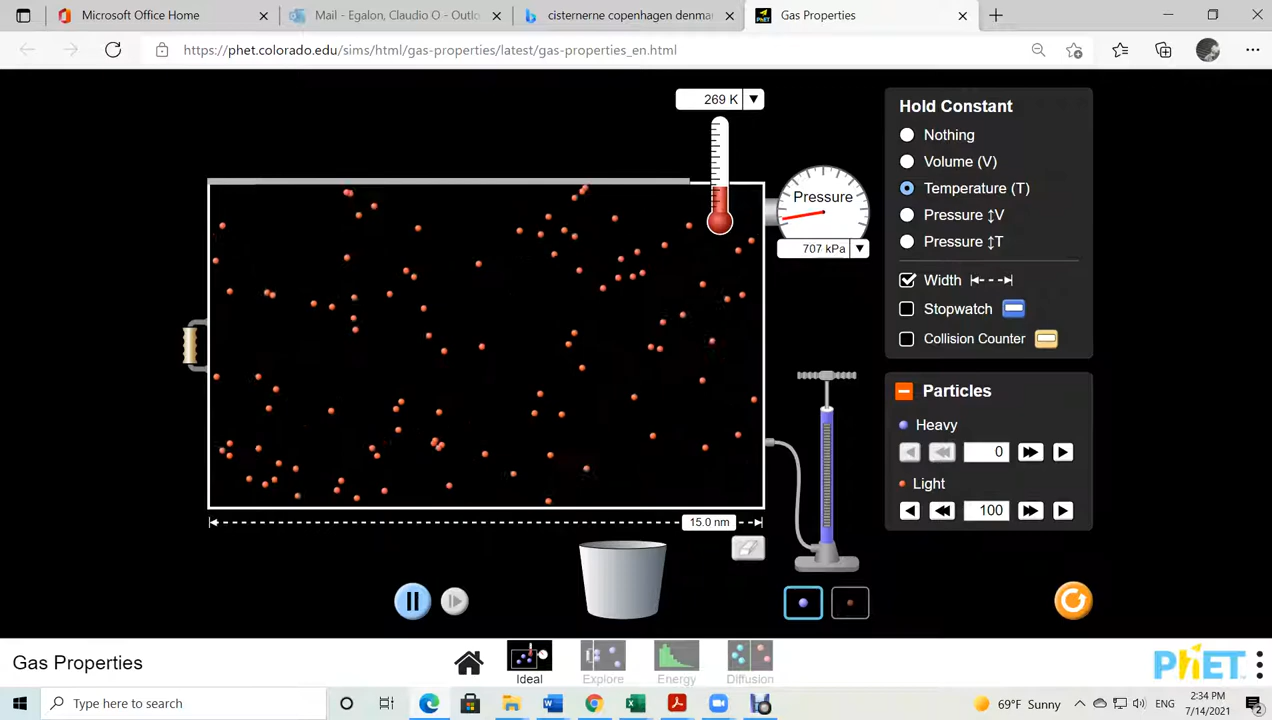 Microsoft Office Home
Mail - Egalon, Claudio O - Outlo
cisternerne copenhagen denma
Gas Properties
https://phet.colorado.edu/sims/html/gas-properties/latest/gas-properties_en.html
269 K
Pressure
707 kPa
Hold Constant
Nothing
Volume (V)
Temperature (T)
Pressure ↕V
Pressure ↕T
Width
Stopwatch
Collision Counter
Particles
Heavy
0
Light
100
15.0 nm
Gas Properties
Ideal
Explore
Energy
Diffusion
PhET
Type here to search
69°F Sunny
2:34 PM
7/14/2021
2